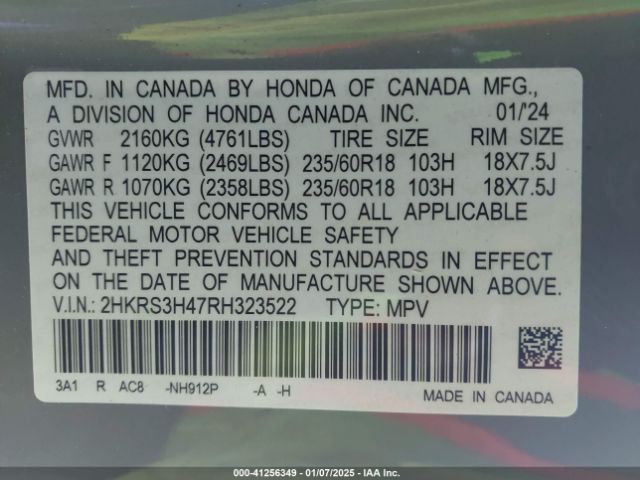 MFD. IN CANADA BY HONDA OF CANADA MFG.,
A DIVISION OF HONDA CANADA INC. 01/'24
GVWR 2160KG (4761LBS) TIRE SIZE RIM SIZE
GAWR F 1120KG (2469LBS) 235/60R18 103H 18X7.5J
GAWR R 1070KG (2358LBS) 235/60R18 103H 18X7.5J
THIS VEHICLE CONFORMS TO ALL APPLICABLE
FEDERAL MOTOR VEHICLE SAFETY
AND THEFT PREVENTION STANDARDS IN EFFECT
ON THE DATE OF MANUFACTURE SHOWN ABOVE.
V.I.N.: 2HKRS3H47RH323522 TYPE: MPV
3A1 R AC8 -NH912P -A -H
MADE IN CANADA
000-41256349 - 01/07/2025 - IAA Inc.